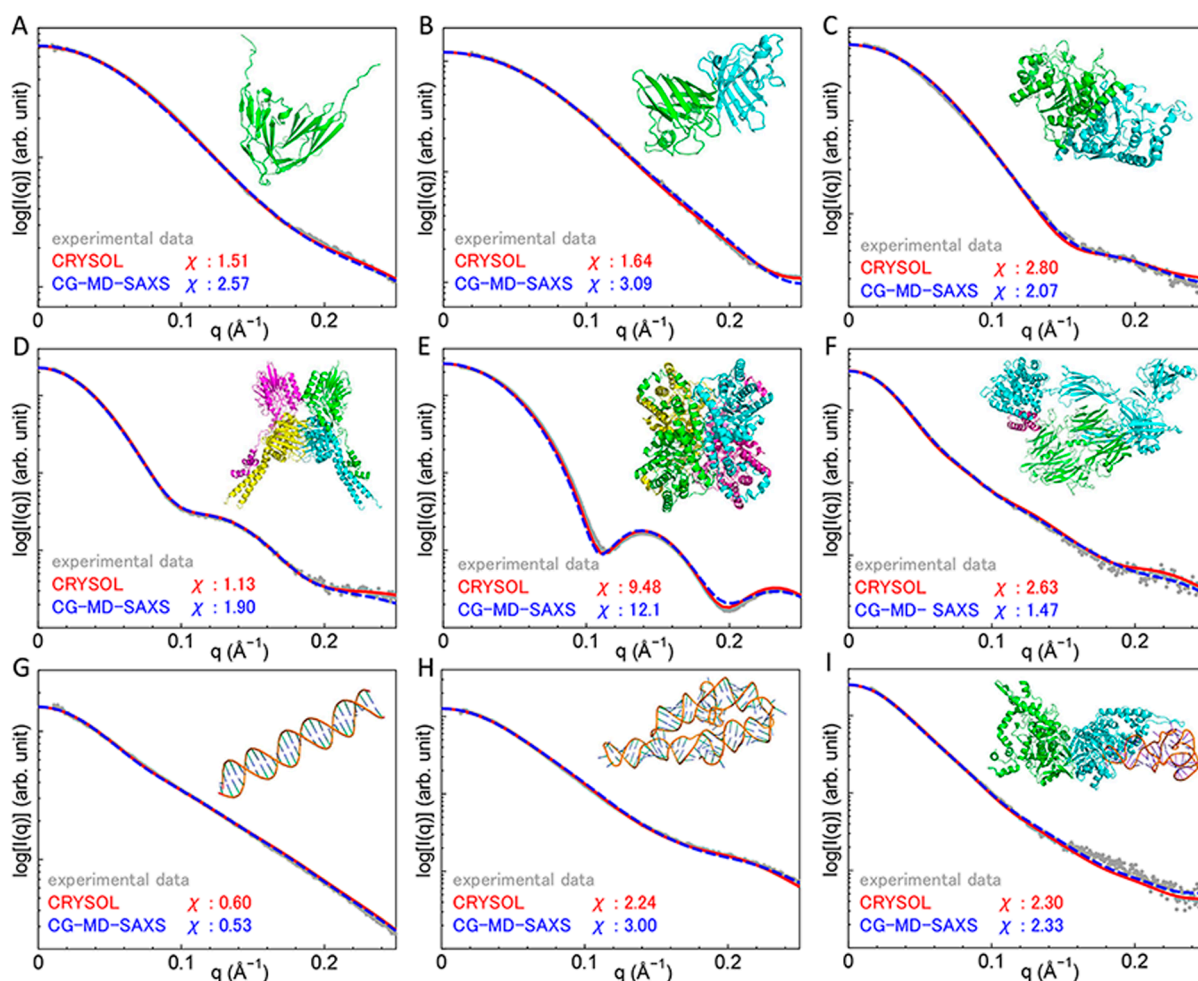 A
log[I(q)] (arb. unit)
experimental data
CRYSOL χ : 1.51
CG-MD-SAXS χ : 2.57
0 0.1 0.2
q (Å⁻¹)
B
log[I(q)] (arb. unit)
experimental data
CRYSOL χ : 1.64
CG-MD-SAXS χ : 3.09
0 0.1 0.2
q (Å⁻¹)
C
log[I(q)] (arb. unit)
experimental data
CRYSOL χ : 2.80
CG-MD-SAXS χ : 2.07
0 0.1 0.2
q (Å⁻¹)
D
log[I(q)] (arb. unit)
experimental data
CRYSOL χ : 1.13
CG-MD-SAXS χ : 1.90
0 0.1 0.2
q (Å⁻¹)
E
log[I(q)] (arb. unit)
experimental data
CRYSOL χ : 9.48
CG-MD-SAXS χ : 12.1
0 0.1 0.2
q (Å⁻¹)
F
log[I(q)] (arb. unit)
experimental data
CRYSOL χ : 2.63
CG-MD- SAXS χ : 1.47
0 0.1 0.2
q (Å⁻¹)
G
log[I(q)] (arb. unit)
experimental data
CRYSOL χ : 0.60
CG-MD-SAXS χ : 0.53
0 0.1 0.2
q (Å⁻¹)
H
log[I(q)] (arb. unit)
experimental data
CRYSOL χ : 2.24
CG-MD-SAXS χ : 3.00
0 0.1 0.2
q (Å⁻¹)
I
log[I(q)] (arb. unit)
experimental data
CRYSOL χ : 2.30
CG-MD-SAXS χ : 2.33
0 0.1 0.2
q (Å⁻¹)